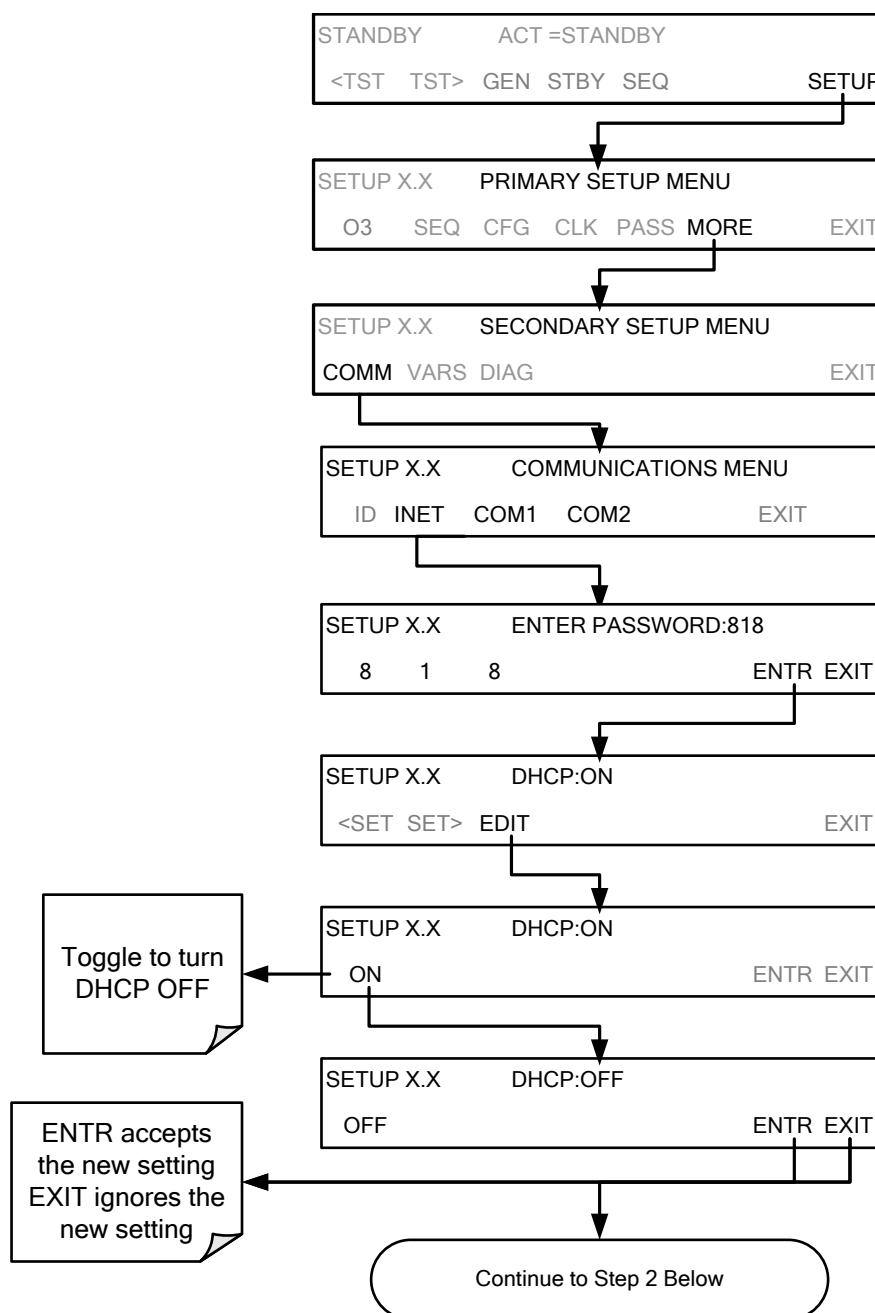 STANDBY ACT =STANDBY
<TST TST> GEN STBY SEQ SETUP
SETUP X.X PRIMARY SETUP MENU
O3 SEQ CFG CLK PASS MORE EXIT
SETUP X.X SECONDARY SETUP MENU
COMM VARS DIAG EXIT
SETUP X.X COMMUNICATIONS MENU
ID INET COM1 COM2 EXIT
SETUP X.X ENTER PASSWORD:818
8 1 8 ENTR EXIT
SETUP X.X DHCP:ON
<SET SET> EDIT EXIT
Toggle to turn
DHCP OFF
SETUP X.X DHCP:ON
ON ENTR EXIT
SETUP X.X DHCP:OFF
OFF ENTR EXIT
ENTR accepts
the new setting
EXIT ignores the
new setting
Continue to Step 2 Below